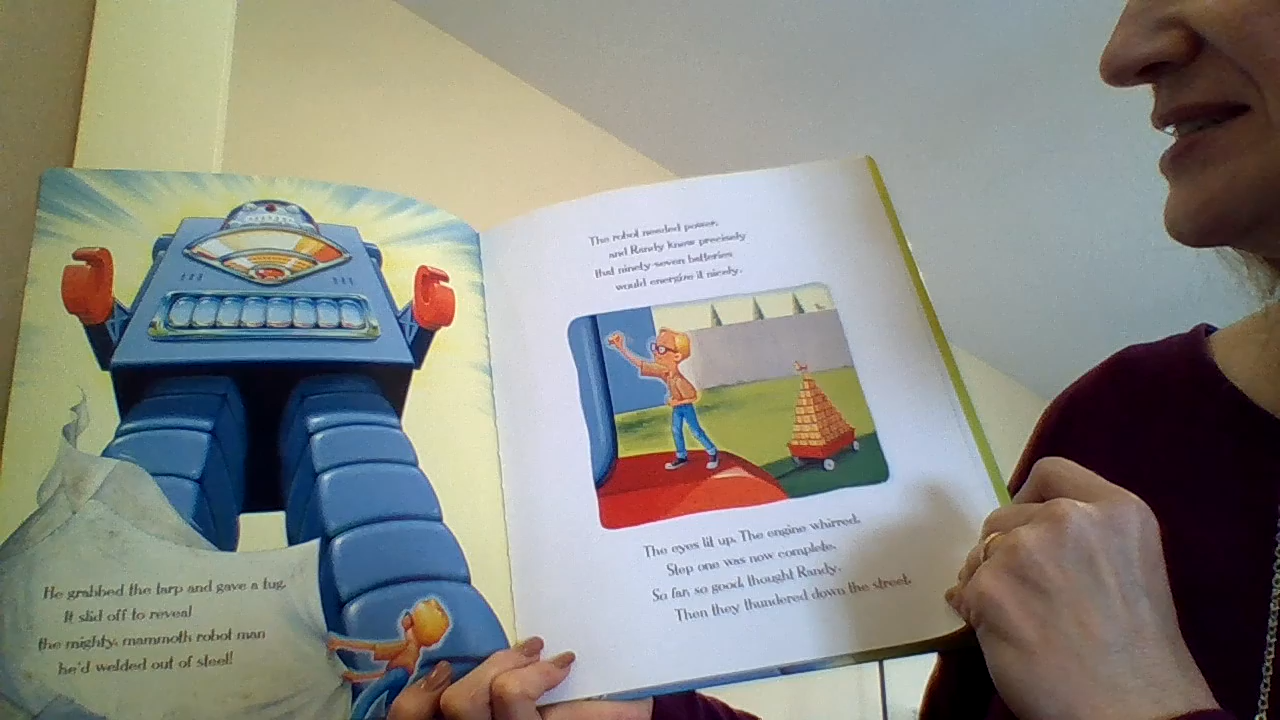 He grabbed the tarp and gave a tug.
It slid off to reveal
the mighty, mammoth robot man
he'd welded out of steel!
The robot needed power,
and Randy knew precisely
that ninety-seven batteries
would energize it nicely.
The eyes lit up. The engine whirred.
Step one was now complete.
So far, so good, thought Randy.
Then they thundered down the street.